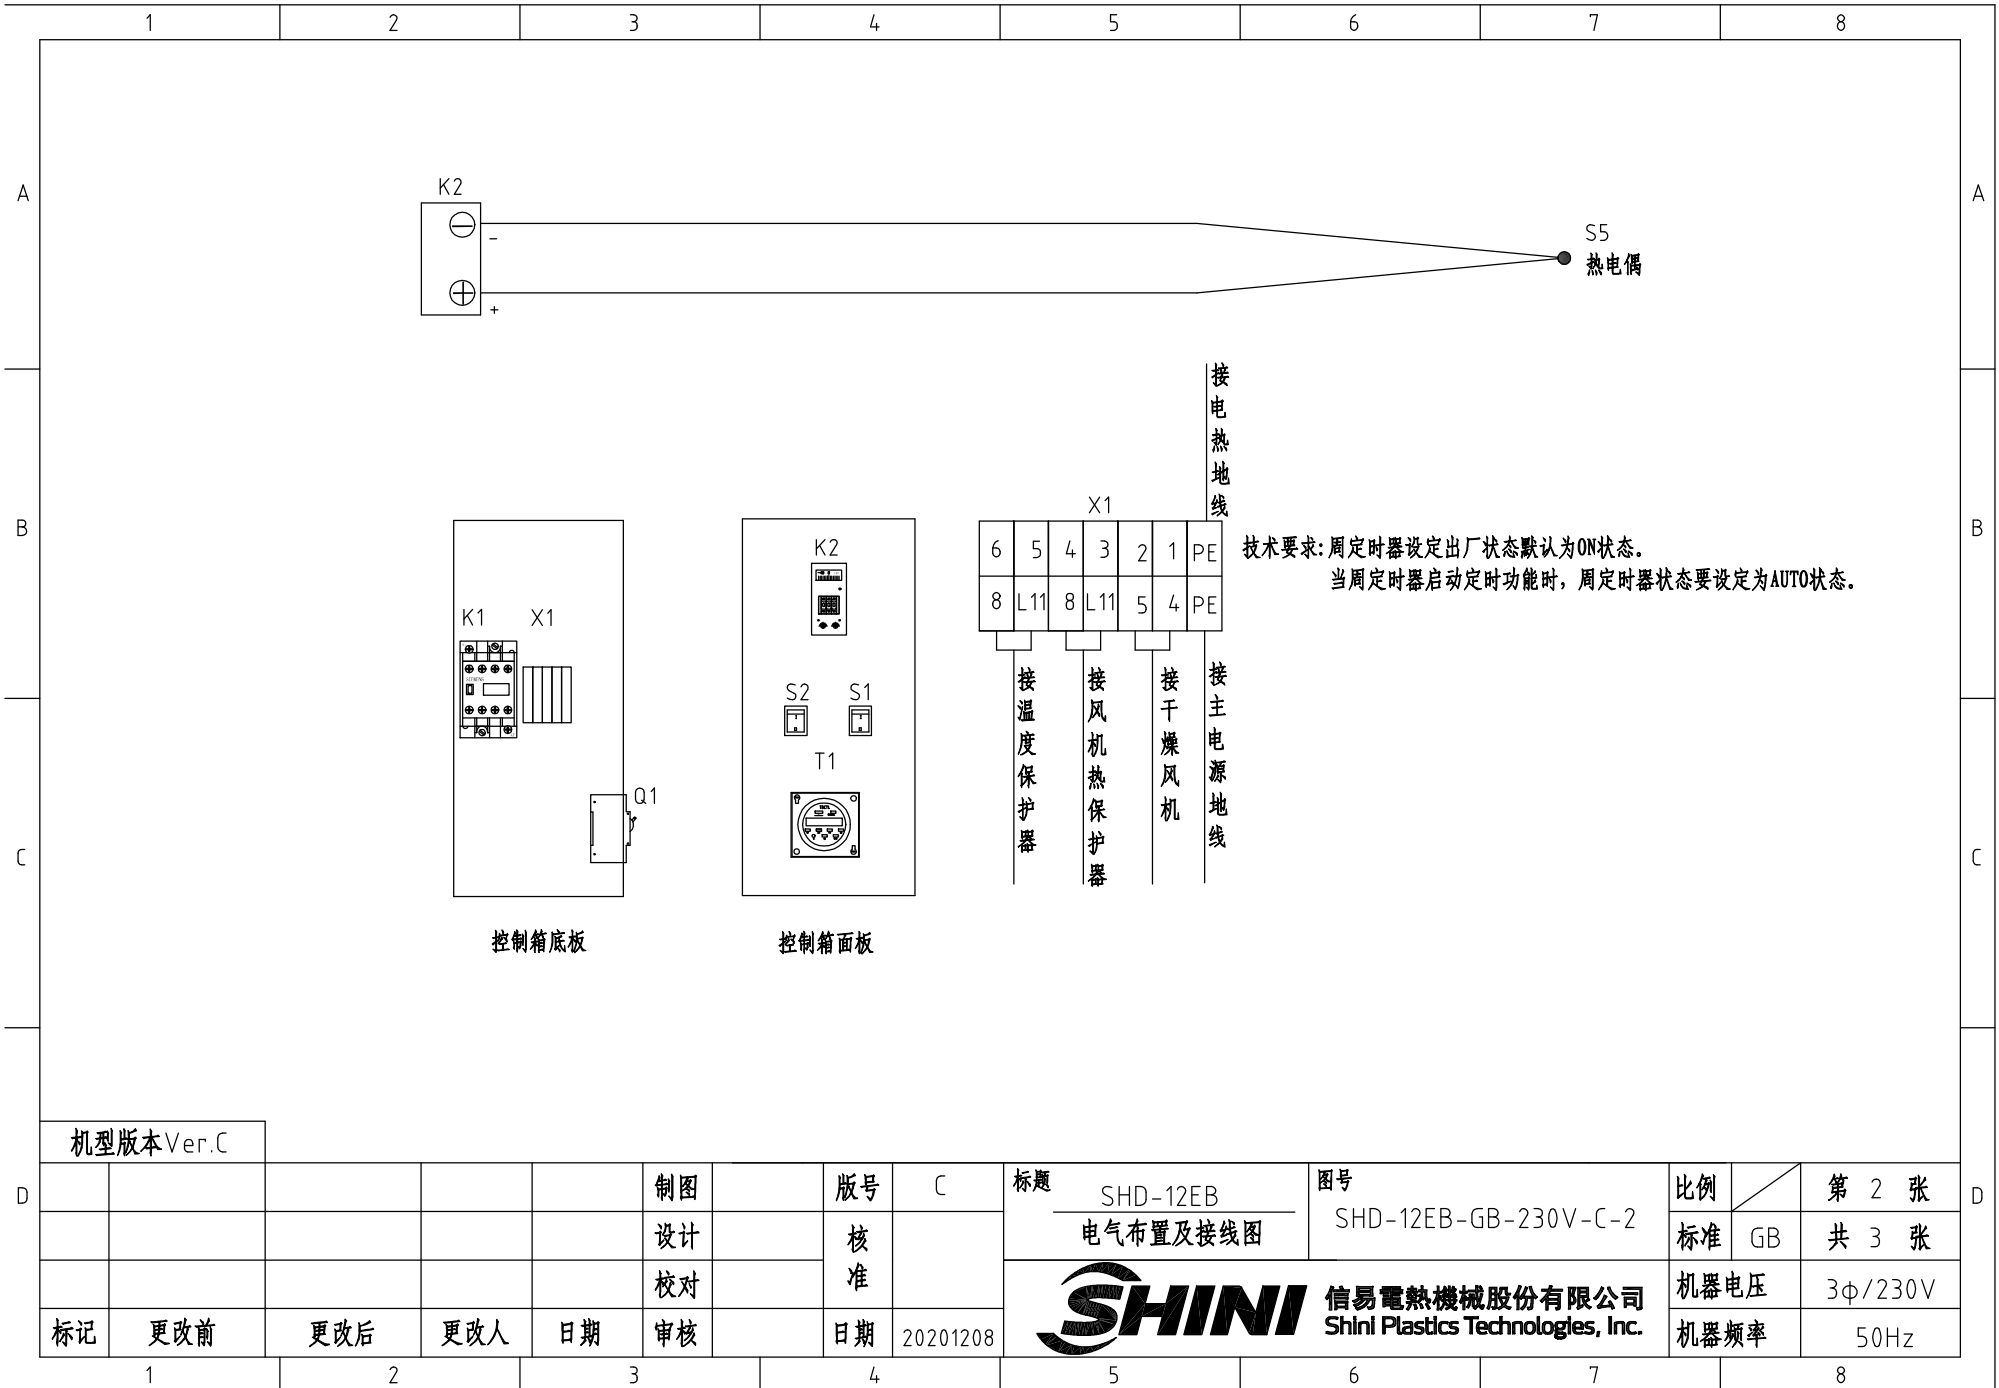 1 2 3 4 5 6 7 8
A
A
K2
-
+
S5
热电偶
B
B
接电热地线
X1
6 5 4 3 2 1 PE
8 L11 8 L11 5 4 PE
接温度保护器
接风机热保护器
接干燥风机
接主电源地线
技术要求:周定时器设定出厂状态默认为ON状态。
当周定时器启动定时功能时，周定时器状态要设定为AUTO状态。
K1 X1
Q1
K2
S2 S1
T1
C
C
控制箱底板
控制箱面板
机型版本Ver.C
D
D
制图
版号 C
标题
SHD-12EB
电气布置及接线图
图号
SHD-12EB-GB-230V-C-2
比例
第 2 张
设计
核准
标准 GB
共 3 张
校对
SHINI
信易電熱機械股份有限公司
Shini Plastics Technologies, Inc.
机器电压 3φ/230V
标记 更改前 更改后 更改人 日期 审核
日期 20201208
机器频率 50Hz
1 2 3 4 5 6 7 8